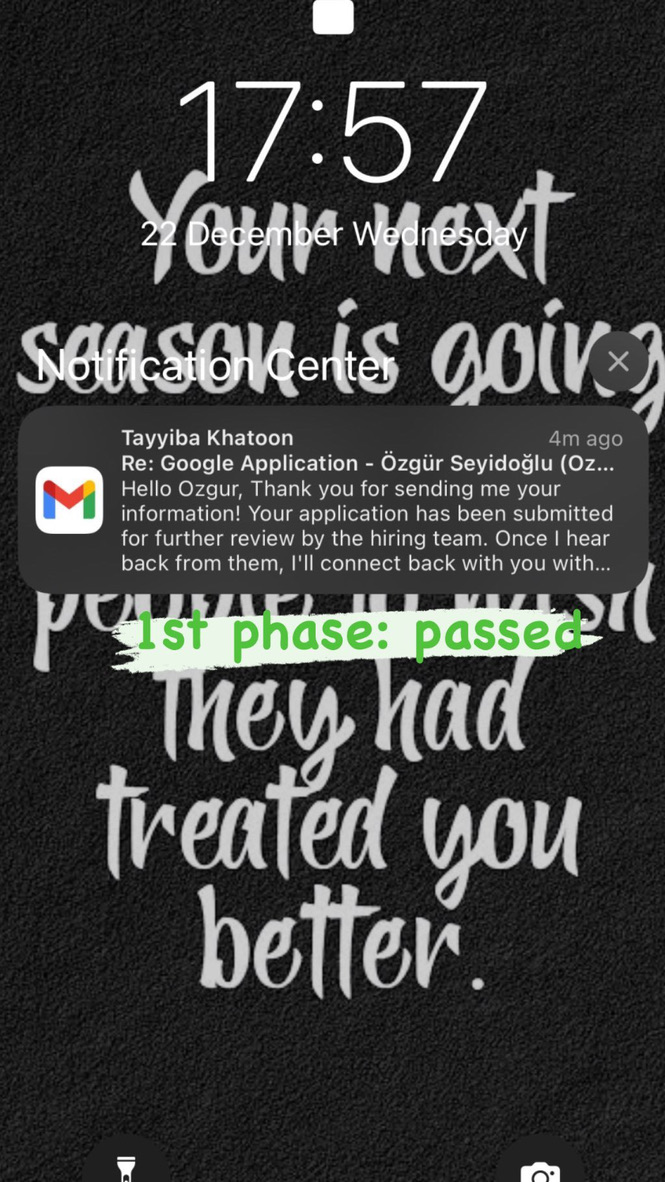 17:57
Your next
22 December Wednesday
season is going
Notification Center
Tayyiba Khatoon
4m ago
Re: Google Application - Özgür Seyidoğlu (Oz...
Hello Ozgur, Thank you for sending me your
information! Your application has been submitted
for further review by the hiring team. Once I hear
back from them, I'll connect back with you with...
people to wish
1st phase: passed
they had
treated you
better.